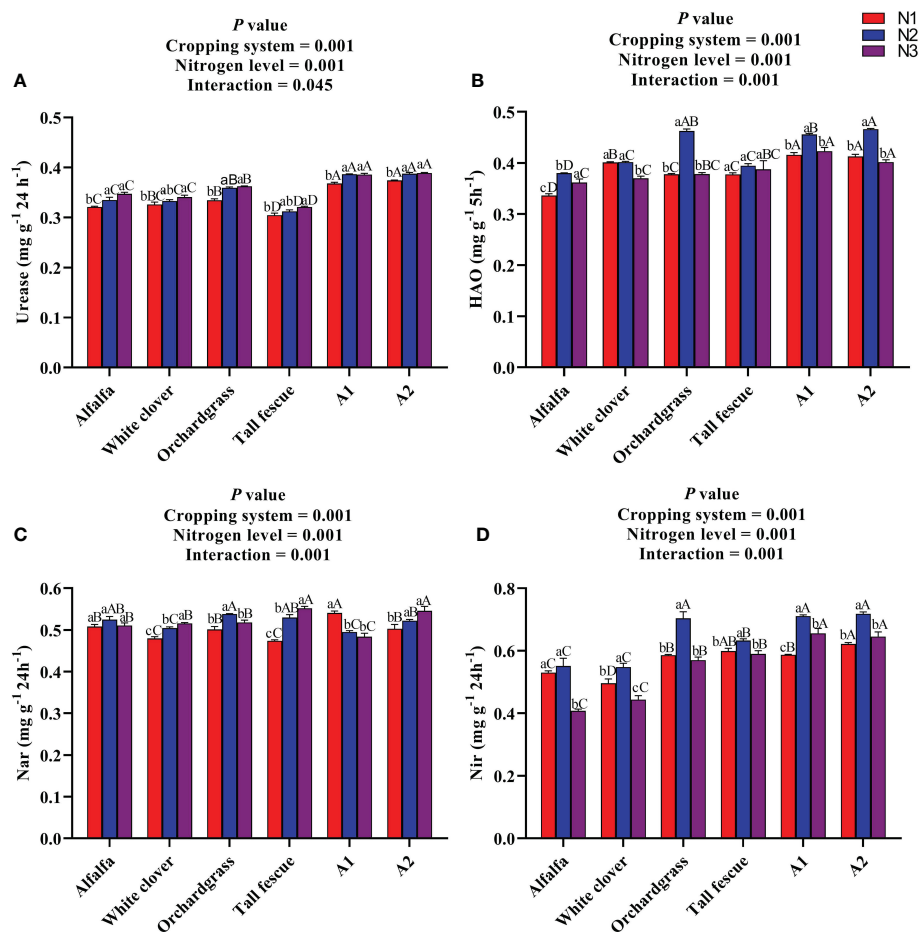 P value
Cropping system = 0.001
Nitrogen level = 0.001
Interaction = 0.045
A
Urease (mg g⁻¹ 24 h⁻¹)
0.5
0.4
0.3
0.2
0.1
0.0
bC aC aC
bBC abC aC
bB aB aB
bD abD aD
bA aA aA
bA aA aA
Alfalfa
White clover
Orchardgrass
Tall fescue
A1
A2
P value
Cropping system = 0.001
Nitrogen level = 0.001
Interaction = 0.001
N1
N2
N3
B
HAO (mg g⁻¹ 5h⁻¹)
0.5
0.4
0.3
0.2
0.1
0.0
cD bD aC
aB aC bC
bC aAB bBC
aC aC aBC
bA aB bA
bA aA bA
Alfalfa
White clover
Orchardgrass
Tall fescue
A1
A2
P value
Cropping system = 0.001
Nitrogen level = 0.001
Interaction = 0.001
C
Nar (mg g⁻¹ 24h⁻¹)
0.6
0.5
0.4
0.3
0.2
0.1
0.0
aB aAB aB
cC bC aB
bB aA bB
cC bAB aA
aA bC bC
bB aB aA
Alfalfa
White clover
Orchardgrass
Tall fescue
A1
A2
P value
Cropping system = 0.001
Nitrogen level = 0.001
Interaction = 0.001
D
Nir (mg g⁻¹ 24h⁻¹)
0.8
0.6
0.4
0.2
0.0
aC aC bC
bD aC cC
bB aA bB
bAB aB bB
cB aA bA
bA aA bA
Alfalfa
White clover
Orchardgrass
Tall fescue
A1
A2